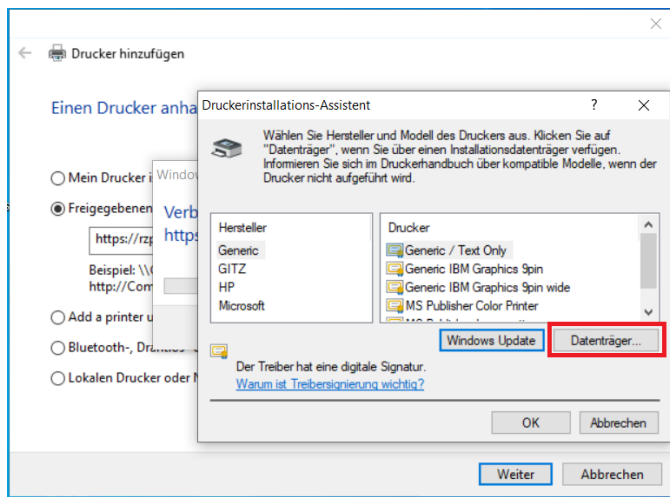 Drucker hinzufügen
Einen Drucker anha
Mein Drucker i
Freigegebenen
https://rzp
Beispiel: \\
http://Com
Add a printer u
Bluetooth-,
Lokalen Drucker oder
Window
Verb
https
Druckerinstallations-Assistent
?
Wählen Sie Hersteller und Modell des Druckers aus. Klicken Sie auf
"Datenträger", wenn Sie über einen Installationsdatenträger verfügen.
Informieren Sie sich im Druckerhandbuch über kompatible Modelle, wenn der
Drucker nicht aufgeführt wird.
Hersteller
Generic
GITZ
HP
Microsoft
Drucker
Generic / Text Only
Generic IBM Graphics 9pin
Generic IBM Graphics 9pin wide
MS Publisher Color Printer
Windows Update
Datenträger...
Der Treiber hat eine digitale Signatur.
Warum ist Treibersignierung wichtig?
OK
Abbrechen
Weiter
Abbrechen